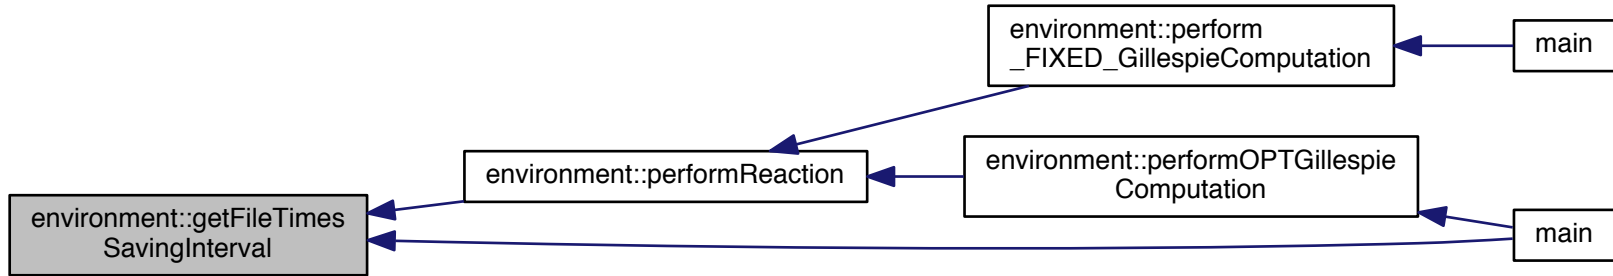 environment::perform
_FIXED_GillespieComputation
main
environment::performReaction
environment::performOPTGillespie
Computation
environment::getFileTimes
SavingInterval
main